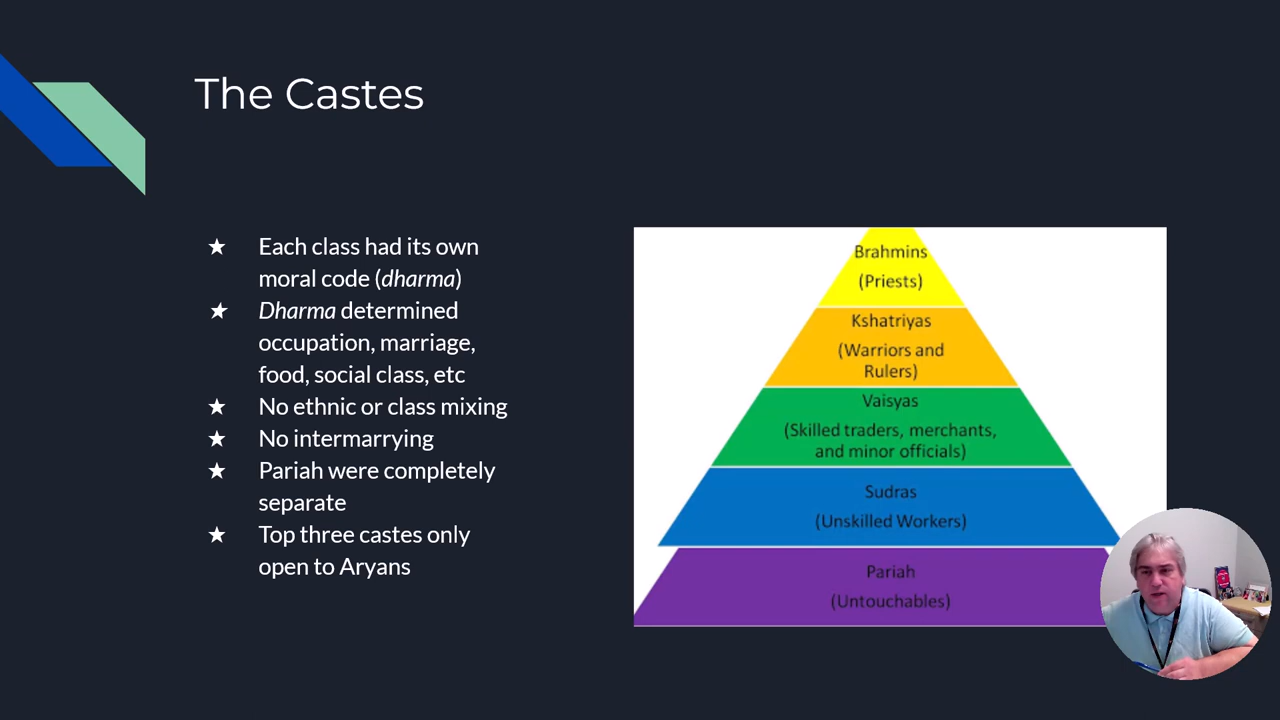 The Castes
★ Each class had its own
moral code (dharma)
★ Dharma determined
occupation, marriage,
food, social class, etc
★ No ethnic or class mixing
★ No intermarrying
★ Pariah were completely
separate
★ Top three castes only
open to Aryans
Brahmins
(Priests)
Kshatriyas
(Warriors and
Rulers)
Vaisyas
(Skilled traders, merchants,
and minor officials)
Sudras
(Unskilled Workers)
Pariah
(Untouchables)